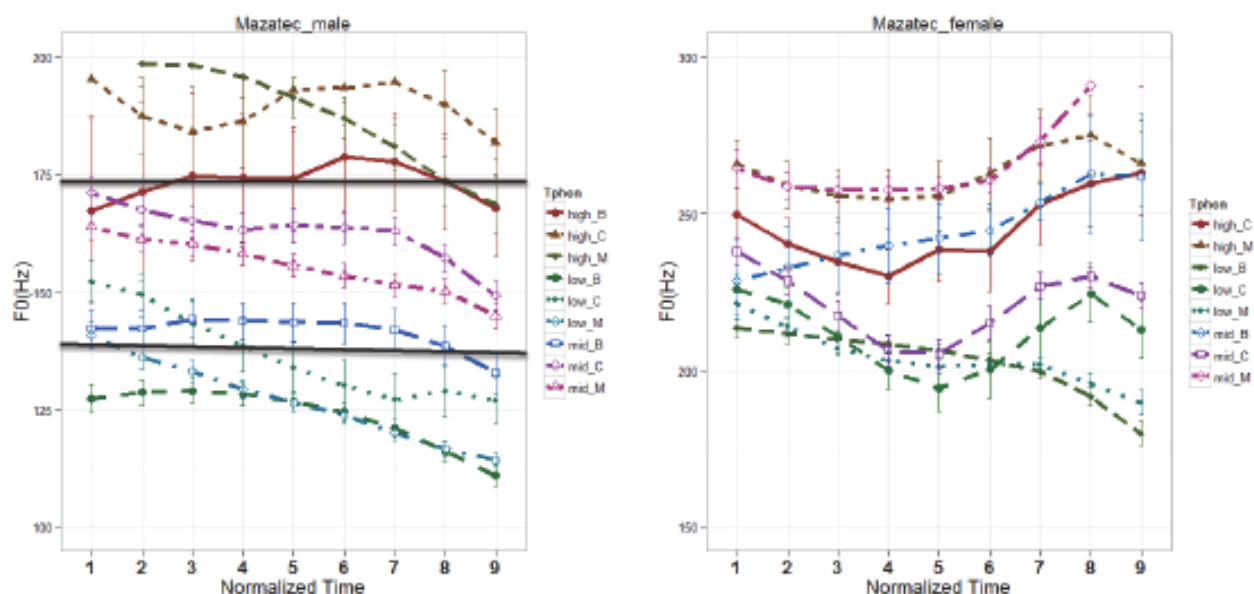 Mazatec_male
F0(Hz)
200
175
150
125
100
1 2 3 4 5 6 7 8 9
Normalized Time
Tphon
high_B
high_C
high_M
low_B
low_C
low_M
mid_B
mid_C
mid_M
Mazatec_female
F0(Hz)
300
250
200
150
1 2 3 4 5 6 7 8 9
Normalized Time
Tphon
high_C
high_M
low_B
low_C
low_M
mid_B
mid_C
mid_M